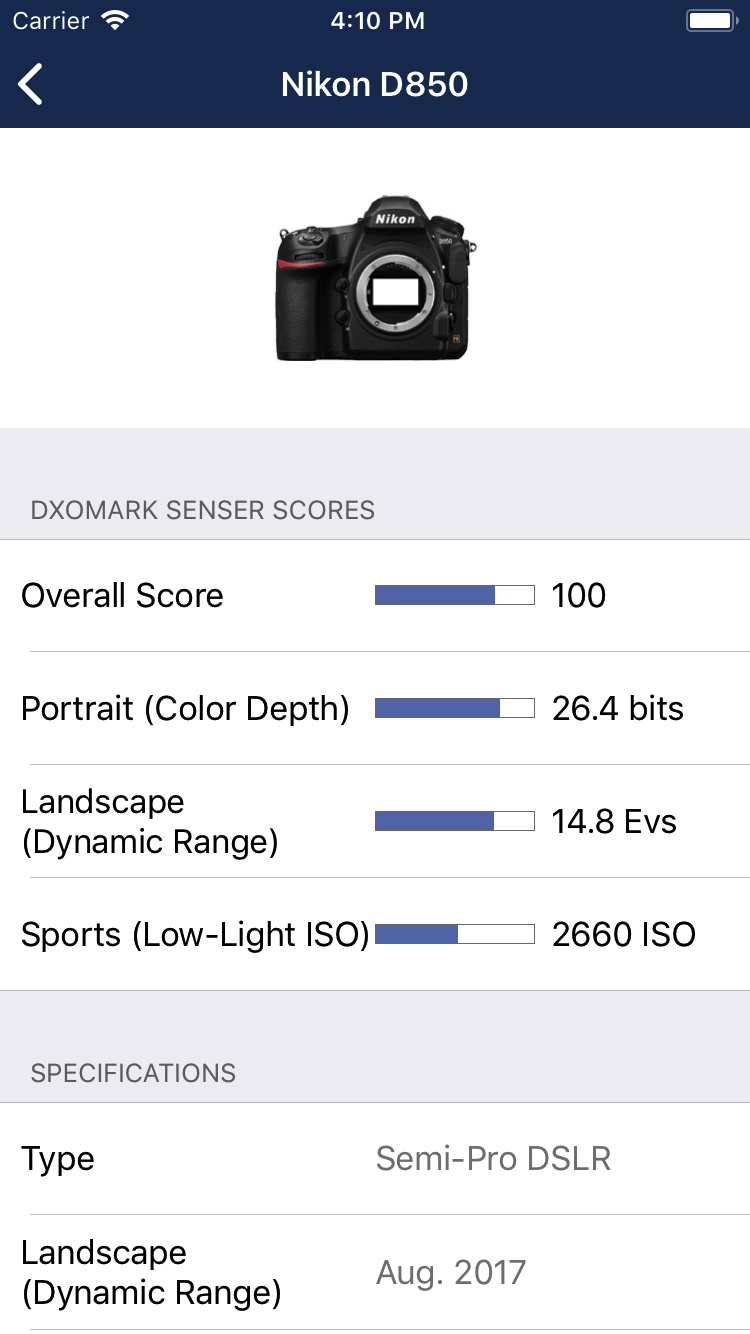 Carrier 4:10 PM
Nikon D850
Nikon
D850
DXOMARK SENSER SCORES
Overall Score 100
Portrait (Color Depth) 26.4 bits
Landscape
(Dynamic Range) 14.8 Evs
Sports (Low-Light ISO) 2660 ISO
SPECIFICATIONS
Type Semi-Pro DSLR
Landscape
(Dynamic Range) Aug. 2017